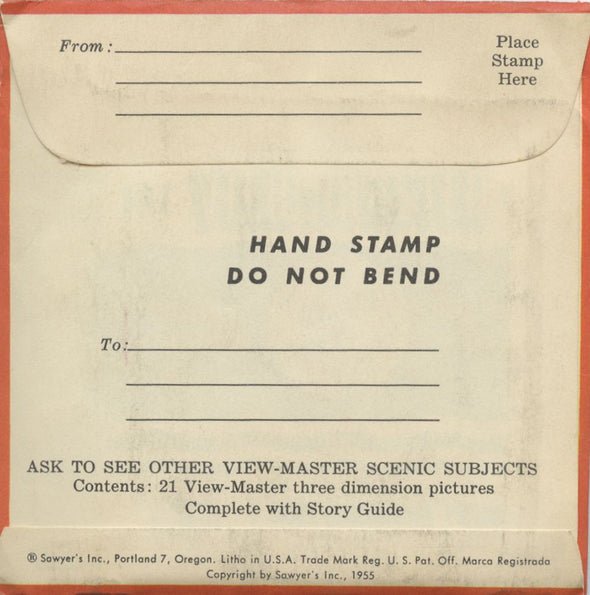 From:
Place
Stamp
Here
HAND STAMP
DO NOT BEND
To:
ASK TO SEE OTHER VIEW-MASTER SCENIC SUBJECTS
Contents: 21 View-Master three dimension pictures
Complete with Story Guide
® Sawyer's Inc., Portland 7, Oregon. Litho in U.S.A. Trade Mark Reg. U. S. Pat. Off. Marca Registrada
Copyright by Sawyer's Inc., 1955